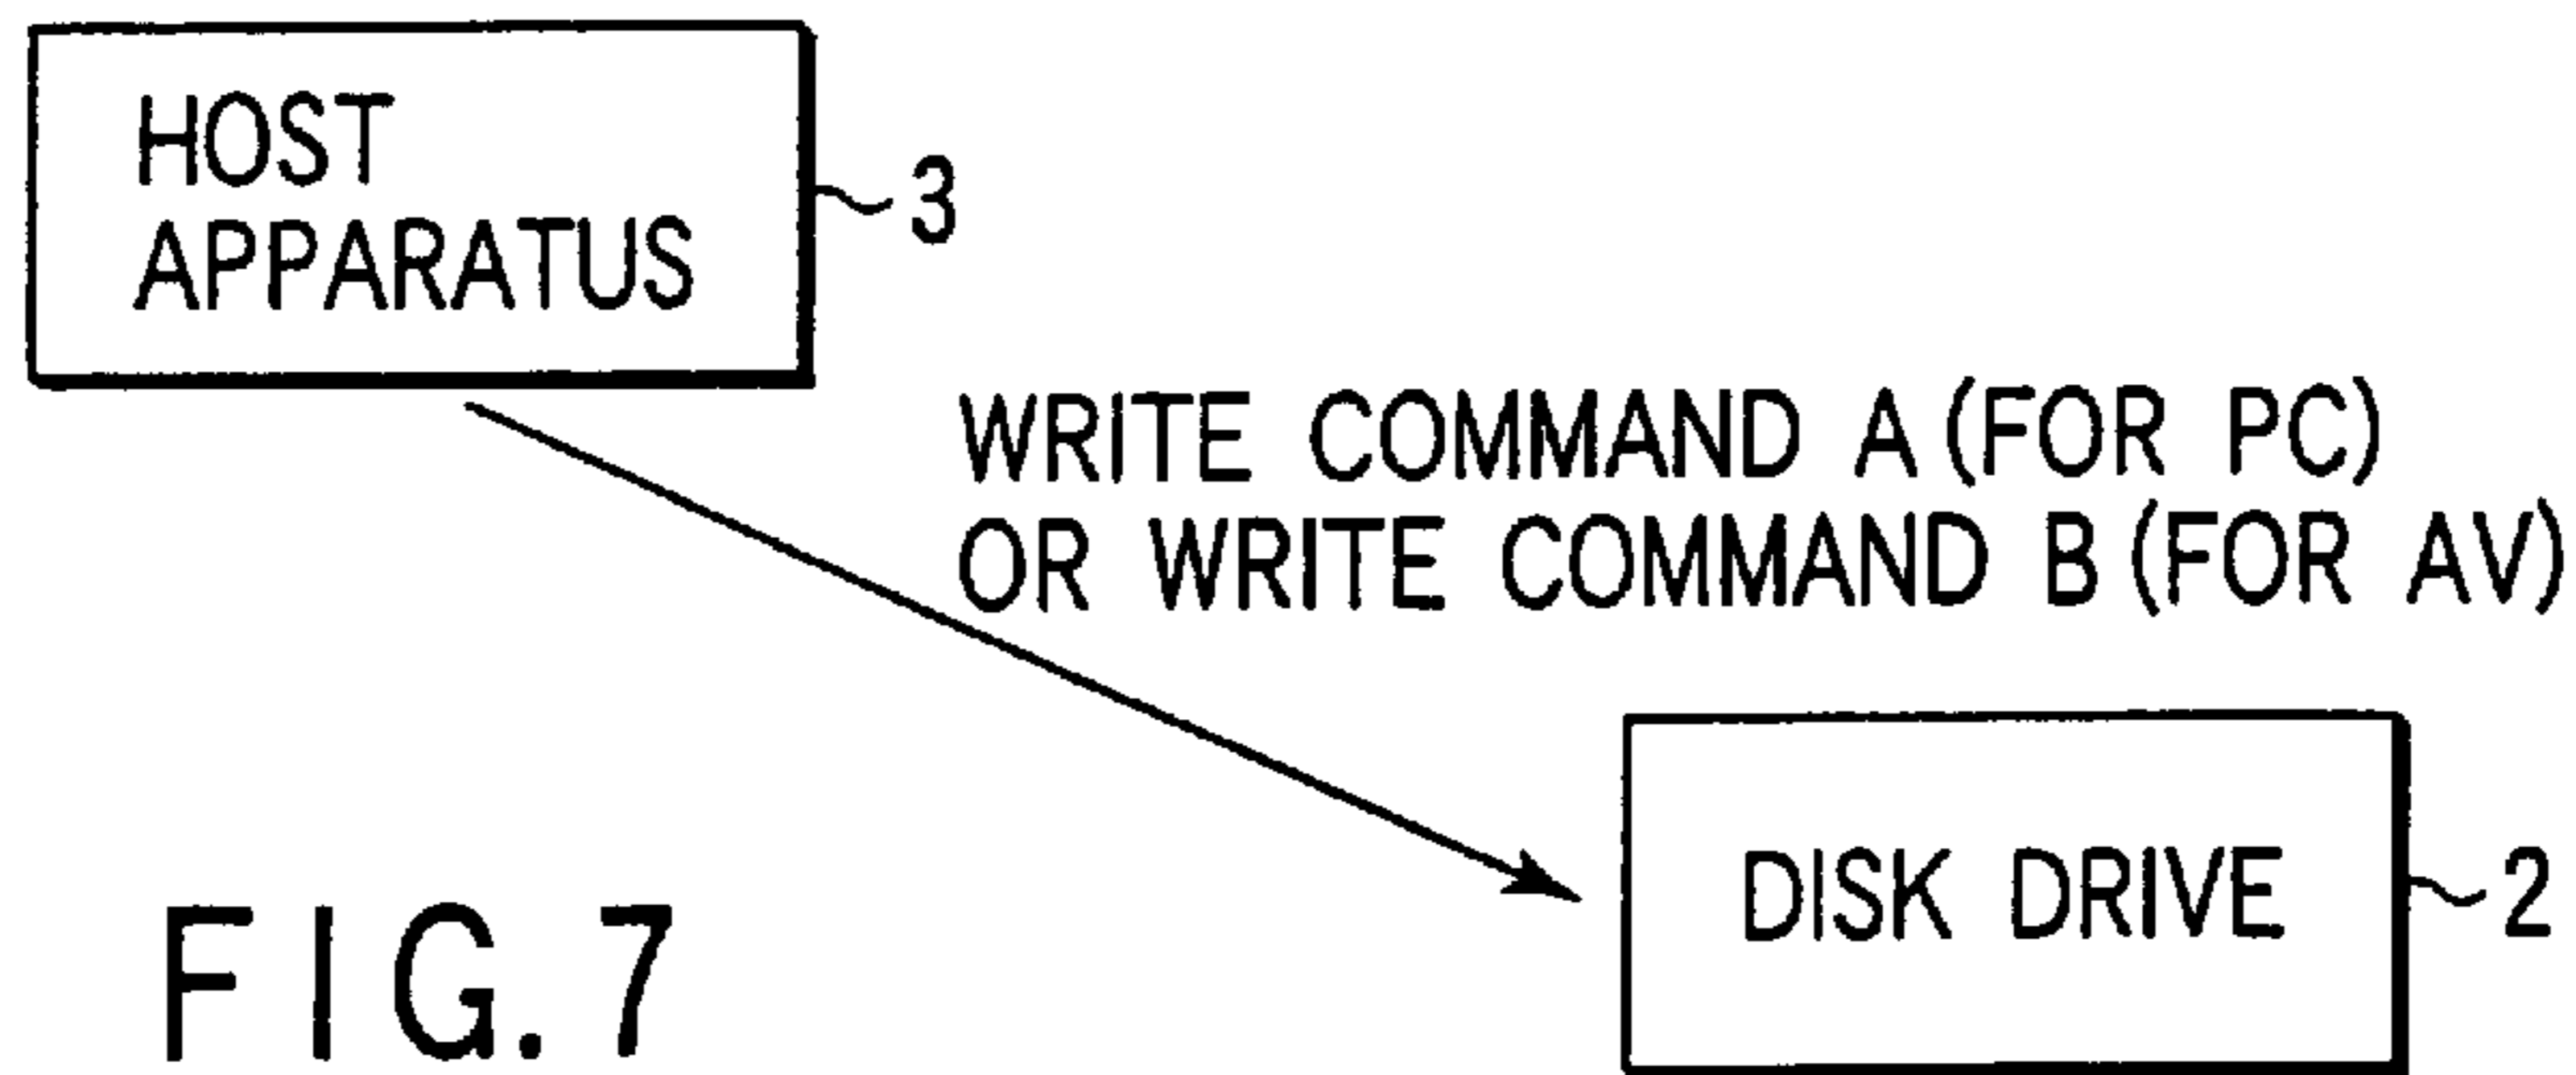 HOST
APPARATUS
3
WRITE COMMAND A (FOR PC)
OR WRITE COMMAND B (FOR AV)
DISK DRIVE
2
FIG. 7